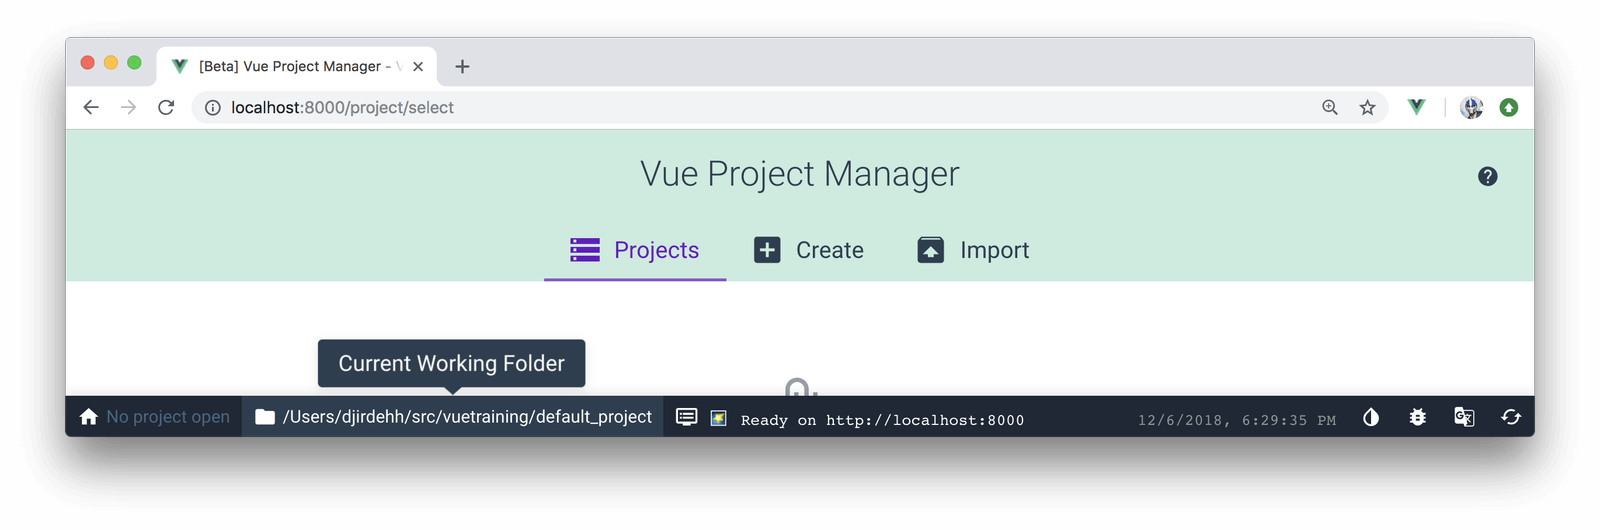 [Beta] Vue Project Manager -
localhost:8000/project/select
Vue Project Manager
Projects
Create
Import
Current Working Folder
No project open
/Users/djirdehh/src/vuetraining/default_project
Ready on http://localhost:8000
12/6/2018, 6:29:35 PM